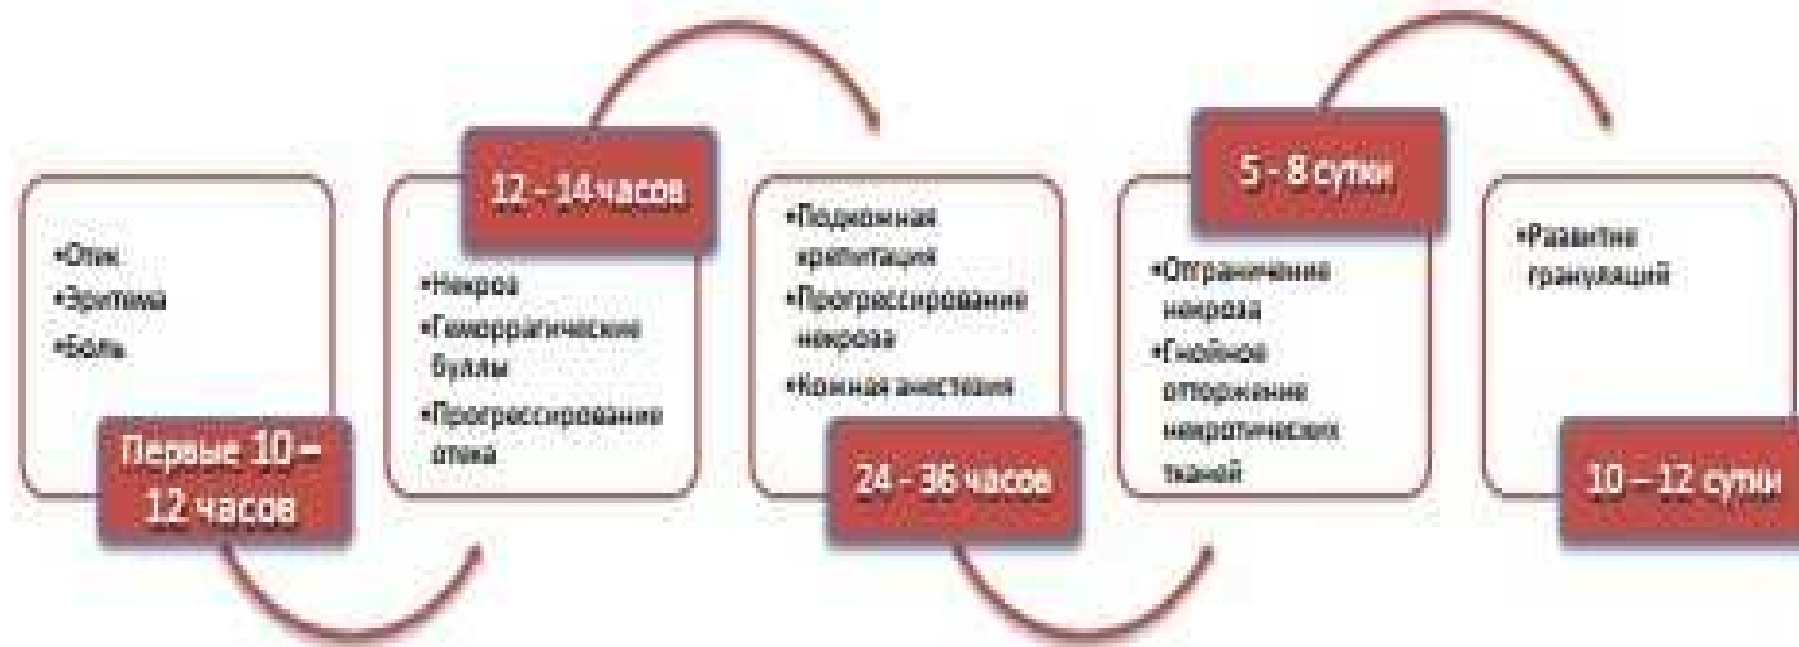 •Отек
•Эритема
•Боль
Первые 10 –
12 часов
12 - 14 часов
•Некроз
•Геморрагические
буллы
•Прогрессирование
отека
•Подкожная
крепитация
•Прогрессирование
некроза
•Кожная анестезия
24 - 36 часов
5 - 8 сутки
•Отграничение
некроза
•Гнойное
отторжение
некротических
тканей
•Развитие
грануляций
10 – 12 сутки